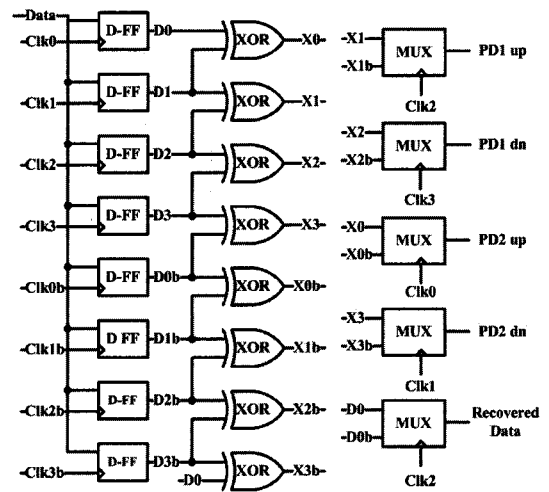 Data
Clk0
D-FF
D0
XOR
X0
Clk1
D-FF
D1
XOR
X1
Clk2
D-FF
D2
XOR
X2
Clk3
D-FF
D3
XOR
X3
Clk0b
D-FF
D0b
XOR
X0b
Clk1b
D FF
D1b
XOR
X1b
Clk2b
D-FF
D2b
XOR
X2b
Clk3b
D-FF
D3b
D0
XOR
X3b
X1
X1b
MUX
PD1 up
Clk2
X2
X2b
MUX
PD1 dn
Clk3
X0
X0b
MUX
PD2 up
Clk0
X3
X3b
MUX
PD2 dn
Clk1
D0
D0b
MUX
Recovered
Data
Clk2